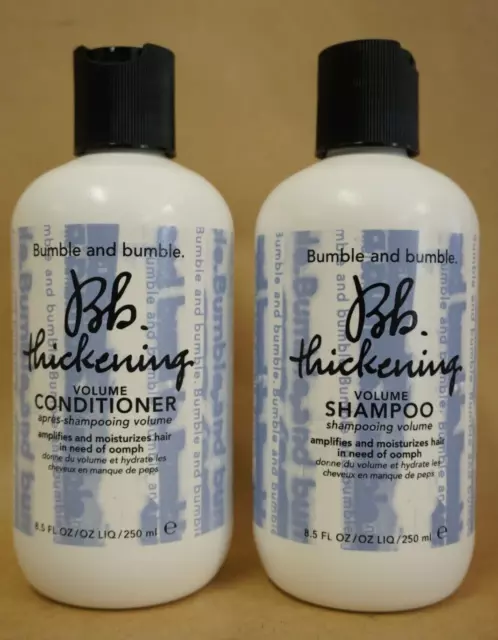 Bumble and bumble.
Bb.
thickening
VOLUME
CONDITIONER
après-shampooing volume
amplifies and moisturizes hair
in need of oomph
donne du volume et hydrate les
cheveux en manque de peps
8.5 FL OZ/OZ LIQ/250 ml e
Bumble and bumble.
Bb.
thickening
VOLUME
SHAMPOO
shampooing volume
amplifies and moisturizes hair
in need of oomph
donne du volume et hydrate les
cheveux en manque de peps
8.5 FL OZ/OZ LIQ/250 ml e